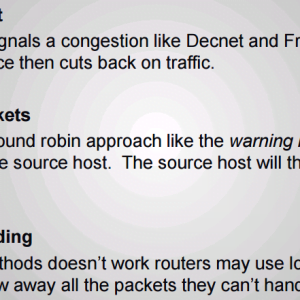 t
gnals a congestion like Decnet and Fr
ce then cuts back on traffic.
kets
ound robin approach like the warning
e source host. The source host will th
ding
thods doesn't work routers may use lo
w away all the packets they can't hand